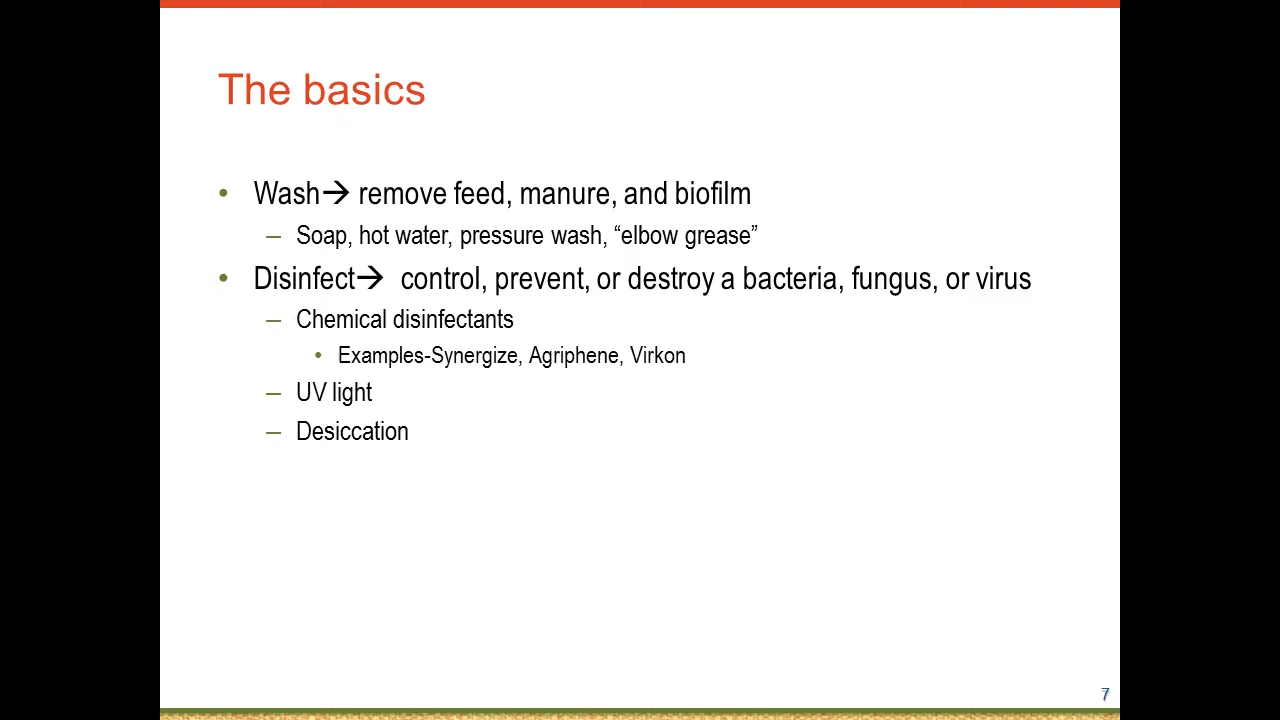 The basics
• Wash→ remove feed, manure, and biofilm
– Soap, hot water, pressure wash, “elbow grease”
• Disinfect→ control, prevent, or destroy a bacteria, fungus, or virus
– Chemical disinfectants
• Examples-Synergize, Agriphene, Virkon
– UV light
– Desiccation
7